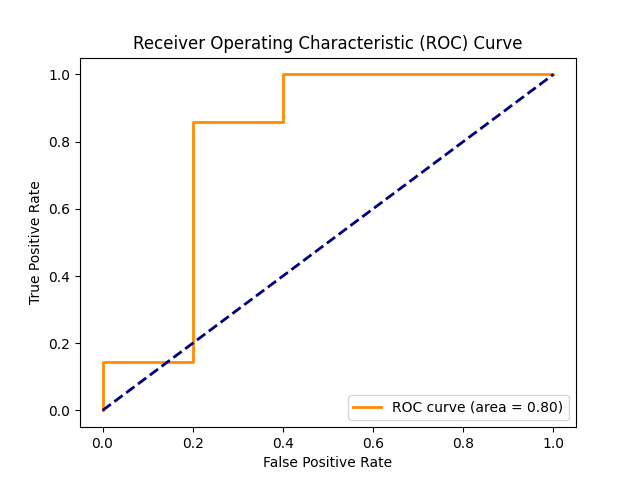 Receiver Operating Characteristic (ROC) Curve
1.0
0.8
0.6
0.4
0.2
0.0
True Positive Rate
ROC curve (area = 0.80)
0.0 0.2 0.4 0.6 0.8 1.0
False Positive Rate